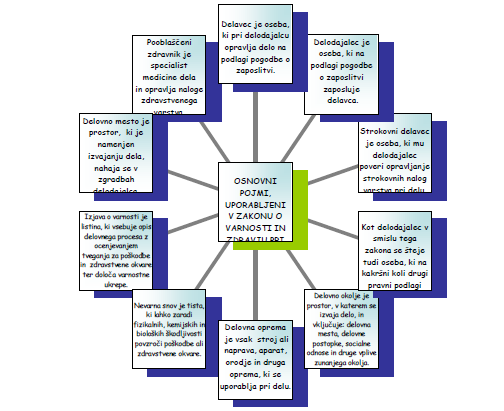 Delavec je oseba,
ki pri delodajalcu
opravlja delo na
podlagi pogodbe o
zaposlitvi.
Delodajalec je
oseba, ki na
podlagi pogodbe
o zaposlitvi
zaposluje
delavca.
Strokovni delavec
je oseba, ki mu
delodajalec
poveri opravljanje
strokovnih nalog
varstva pri delu.
Kot delodajalec v
smislu tega
zakona se šteje
tudi oseba, ki na
kakršni koli drugi
pravni podlagi
Delovno okolje je
prostor, v katerem se
izvaja delo, in
vključuje: delovna
mesta, delovne
postopke, socialne
odnose in druge vplive
zunanjega okolja.
Delovna oprema
je vsak stroj ali
naprava, aparat,
orodje in druga
oprema, ki se
uporablja pri delu.
Nevarna snov je tista,
ki lahko zaradi
fizikalnih, kemijskih in
bioloških škodljivosti
povzroči poškodbe ali
zdravstvene okvare.
Izjava o varnosti je
listina, ki vsebuje opis
delovnega procesa z
ocenjevanjem
tveganja za poškodbe
in zdravstvene okvare
ter določa varnostne
ukrepe.
Delovno mesto je
prostor, ki je
namenjen
izvajanju dela,
nahaja se v
zgradbah
delodajalca
Pooblaščeni
zdravnik je
specialist
medicine dela
in opravlja naloge
zdravstvenega
varstva
OSNOVNI
POJMI,
UPORABLJENI
V ZAKONU O
VARNOSTI IN
ZDRAVJU PRI